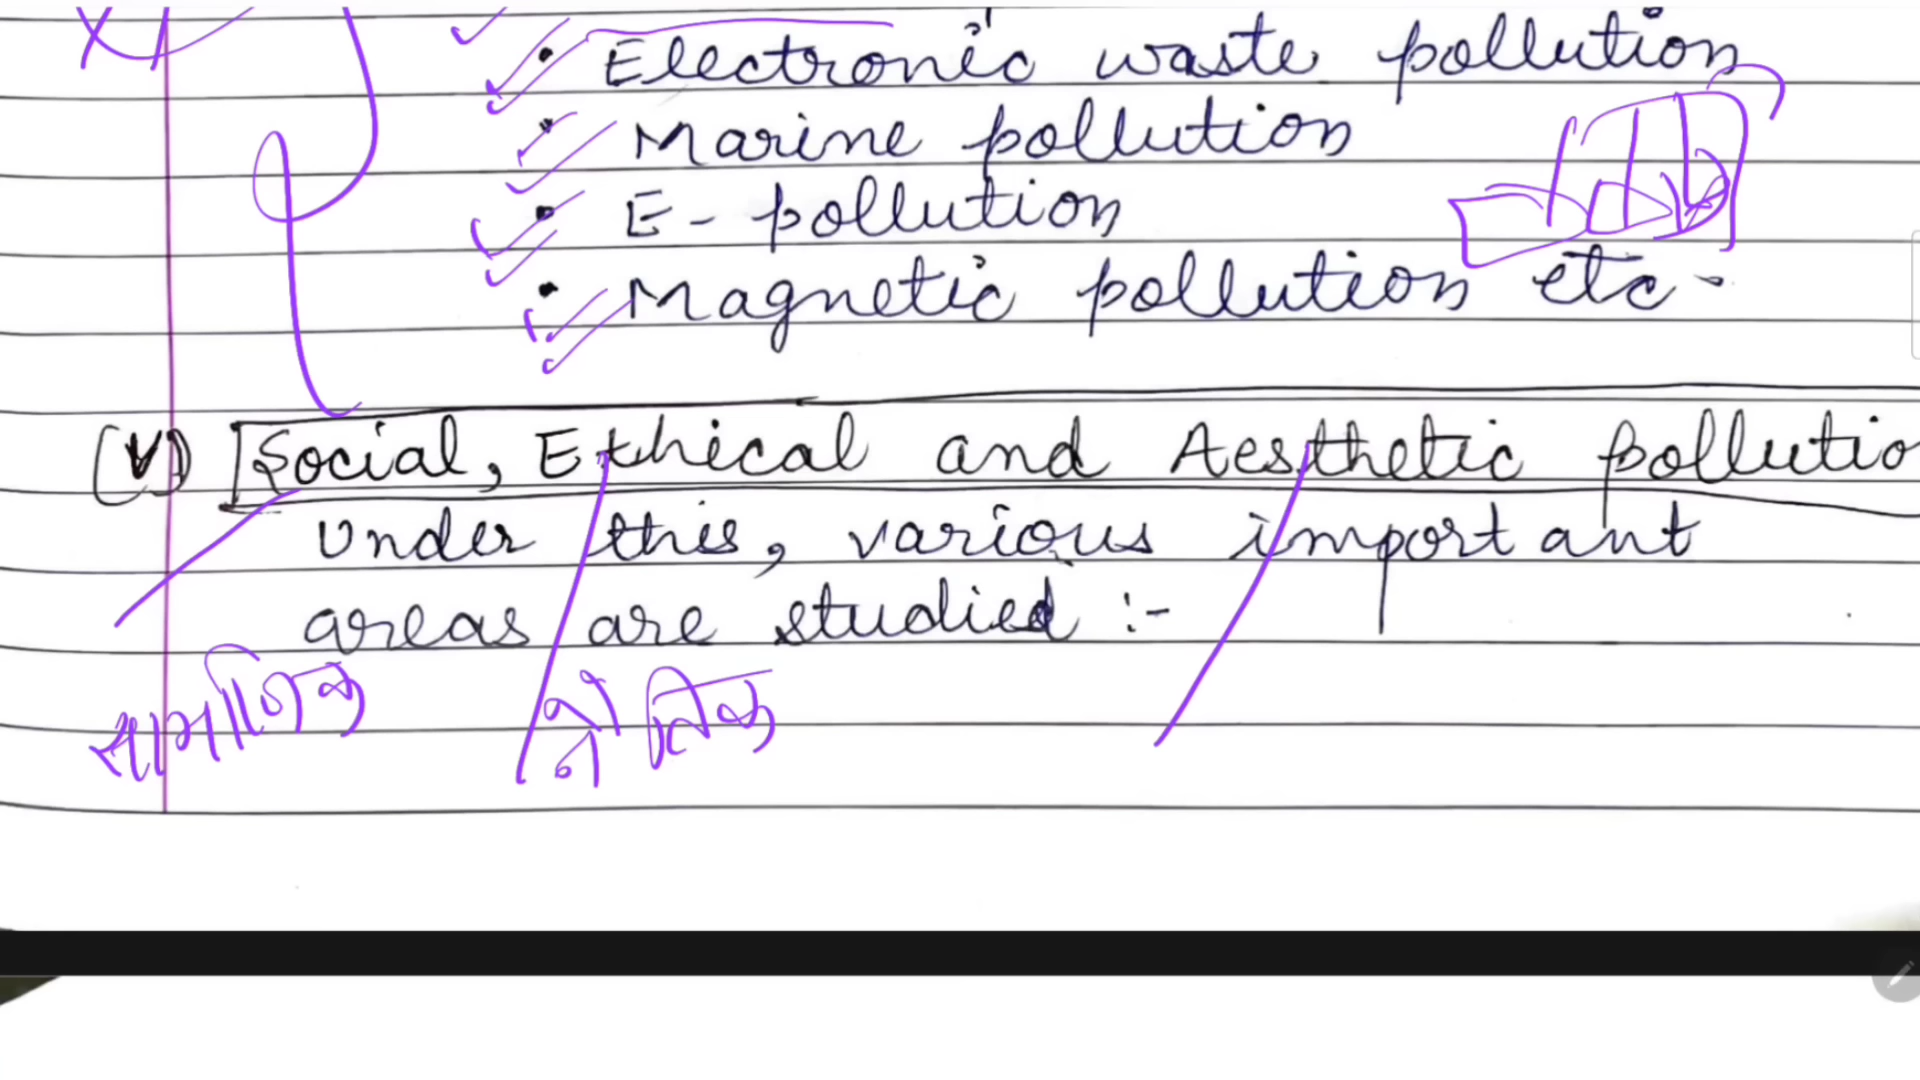 • Electronic waste pollution
• Marine pollution
• E-pollution
• Magnetic pollution etc.
(V) Social, Ethical and Aesthetic pollutio
Under this, various important
areas are studied :-
सामाजिक नैतिक